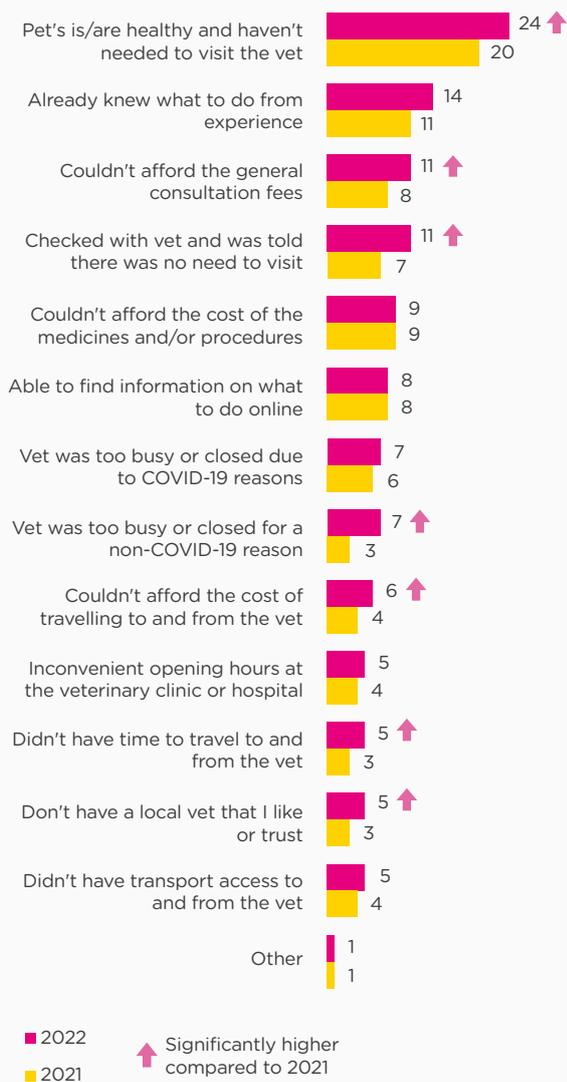 Pet's is/are healthy and haven't
needed to visit the vet
24
20
Already knew what to do from
experience
14
11
Couldn't afford the general
consultation fees
11
8
Checked with vet and was told
there was no need to visit
11
7
Couldn't afford the cost of the
medicines and/or procedures
9
9
Able to find information on what
to do online
8
8
Vet was too busy or closed due
to COVID-19 reasons
7
6
Vet was too busy or closed for a
non-COVID-19 reason
7
3
Couldn't afford the cost of
travelling to and from the vet
6
4
Inconvenient opening hours at
the veterinary clinic or hospital
5
4
Didn't have time to travel to and
from the vet
5
3
Don't have a local vet that I like
or trust
5
3
Didn't have transport access to
and from the vet
5
4
Other
1
1
2022
2021
Significantly higher
compared to 2021